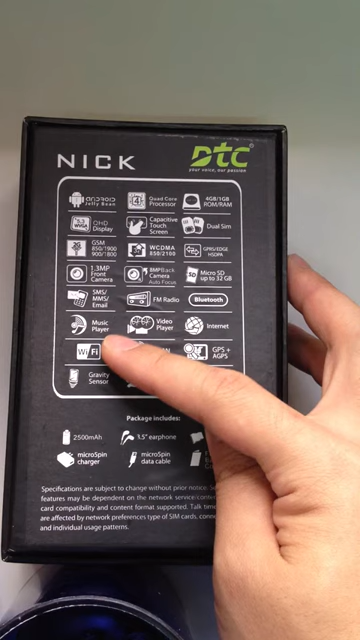 NICK
DTC
your voice, our passion
ANDROID Jelly Bean
Quad Core Processor
4GB/1GB ROM/RAM
QHD Display
Capacitive Touch Screen
Dual Sim
GSM 850/1900 900/1800
WCDMA 850/2100
GPRS/EDGE HSDPA
1.3MP Front Camera
8MP Back Camera Auto Focus
Micro SD up to 32 GB
SMS/ MMS/ Email
FM Radio
Bluetooth
Music Player
Video Player
Internet
WiFi
GPS + AGPS
Gravity Sensor
Package includes:
2500mAh
3.5" earphone
microSpin charger
microSpin data cable
Specifications are subject to change without prior notice.
features may be dependent on the network service/
card compatibility and content format supported. Talk
are affected by network preferences type of SIM cards,
and individual usage patterns.